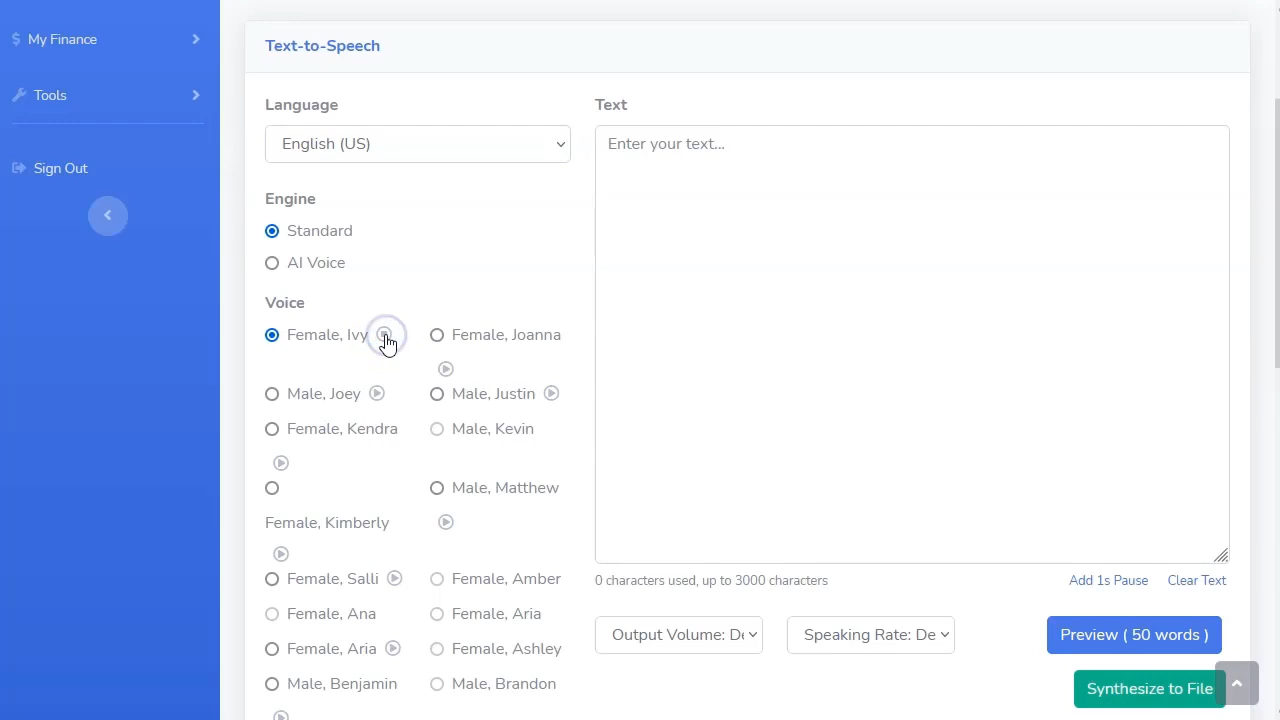 $ My Finance
Tools
Sign Out
Text-to-Speech
Language
English (US)
Engine
Standard
AI Voice
Voice
Female, Ivy
Female, Joanna
Male, Joey
Male, Justin
Female, Kendra
Male, Kevin
Male, Matthew
Female, Kimberly
Female, Salli
Female, Amber
Female, Ana
Female, Aria
Female, Aria
Female, Ashley
Male, Benjamin
Male, Brandon
Text
Enter your text...
0 characters used, up to 3000 characters
Add 1s Pause
Clear Text
Output Volume: De
Speaking Rate: De
Preview ( 50 words )
Synthesize to File